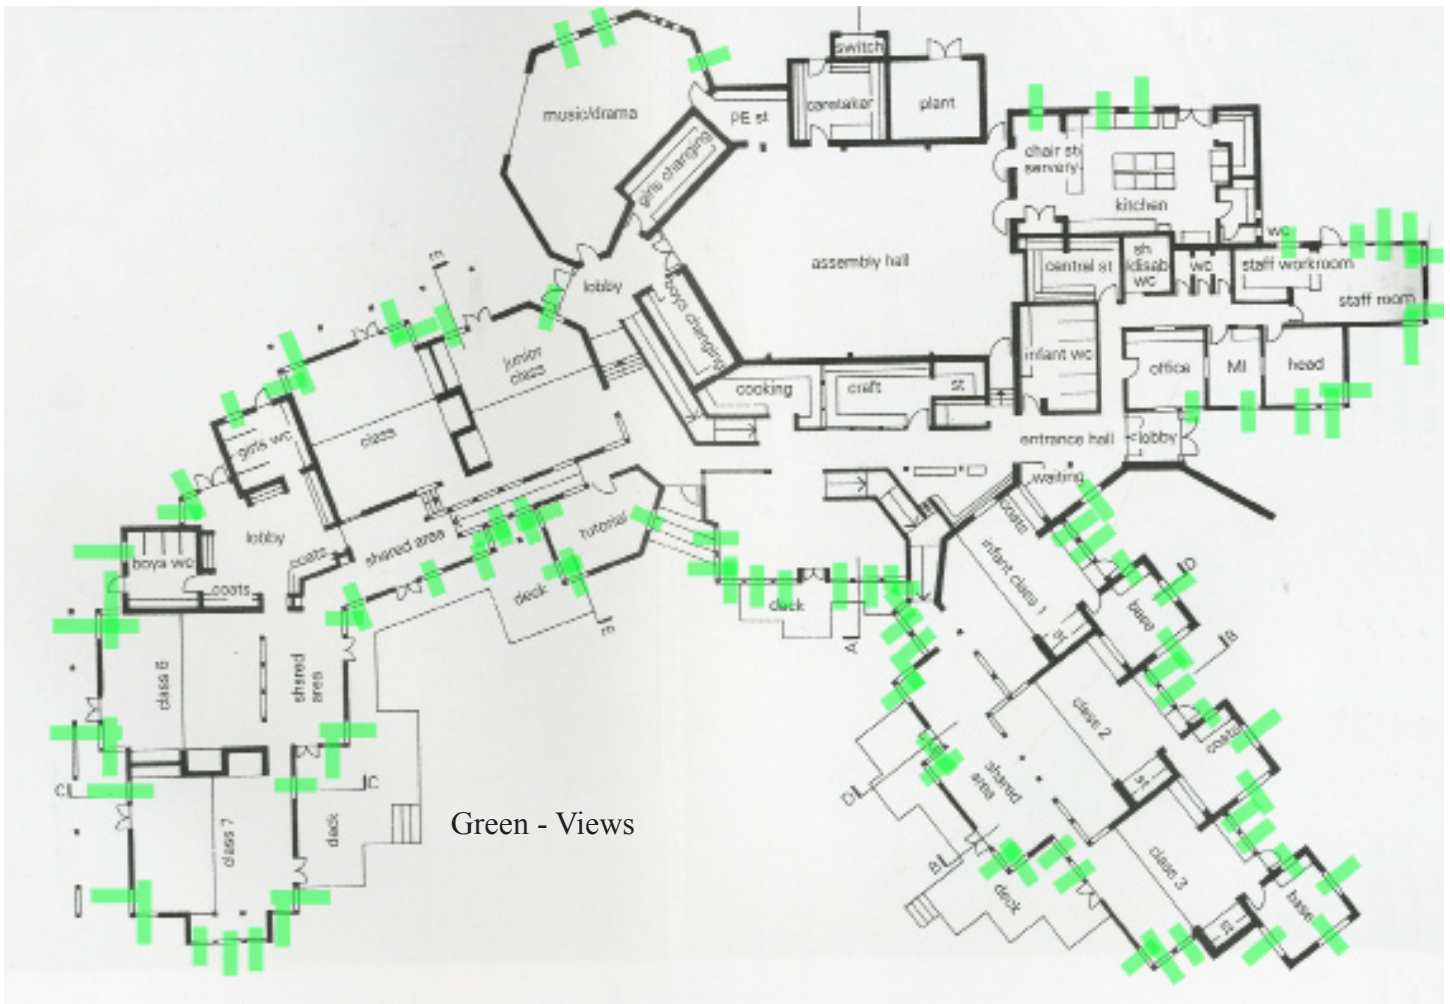 switch
music/drama
PE st
caretaker
plant
girls changing
chair st/
servery
kitchen
wc
E
lobby
boys changing
assembly hall
central st
sh
/disab
wc
wc
staff workroom
staff room
junior
class
cooking
craft
st
infant wc
office
MI
head
girls wc
class
entrance hall
lobby
waiting
coats
lobby
boys wc
coats
coats
shared area
tutorial
deck
E
deck
A
infant class 1
st
base
D
B
class 6
shared
area
class 2
coats
st
C
C
class 7
deck
Green - Views
D
shared
area
B
deck
class 3
st
base